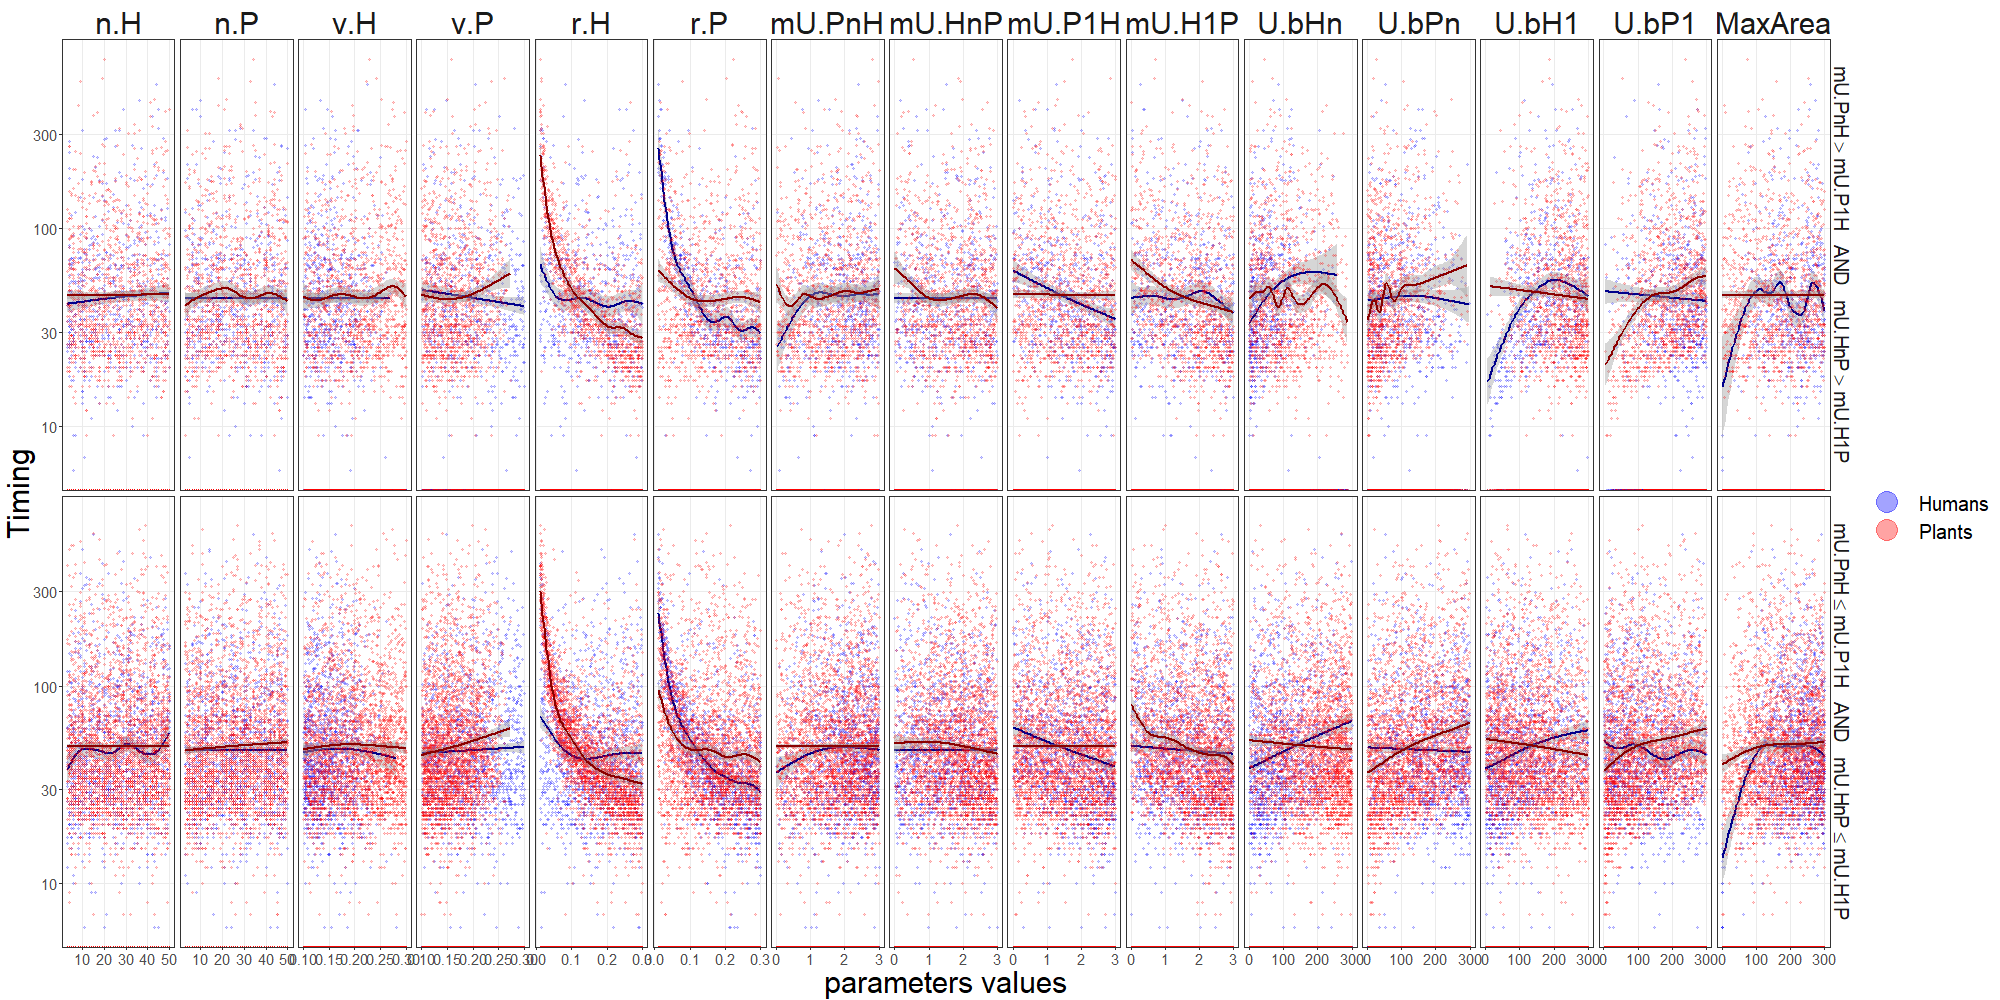 n.H n.P v.H v.P r.H r.P mU.PnH mU.HnP mU.P1H mU.H1P U.bHn U.bPn U.bH1 U.bP1 MaxArea
300
100
30
10
mU.PnH > mU.P1H AND mU.HnP > mU.H1P
Timing
Humans
Plants
300
100
30
10
mU.PnH ≤ mU.P1H AND mU.HnP ≤ mU.H1P
10 20 30 40 50 10 20 30 40 50 0.10 0.15 0.20 0.25 0.30 0.10 0.15 0.20 0.25 0.30 0.1 0.2 0.3 0.0 0.1 0.2 0.3 0 1 2 3 0 1 2 3 0 1 2 3 0 1 2 3 0 100 200 300 0 100 200 300 0 100 200 300 0 100 200 300 0 100 200 300
parameters values